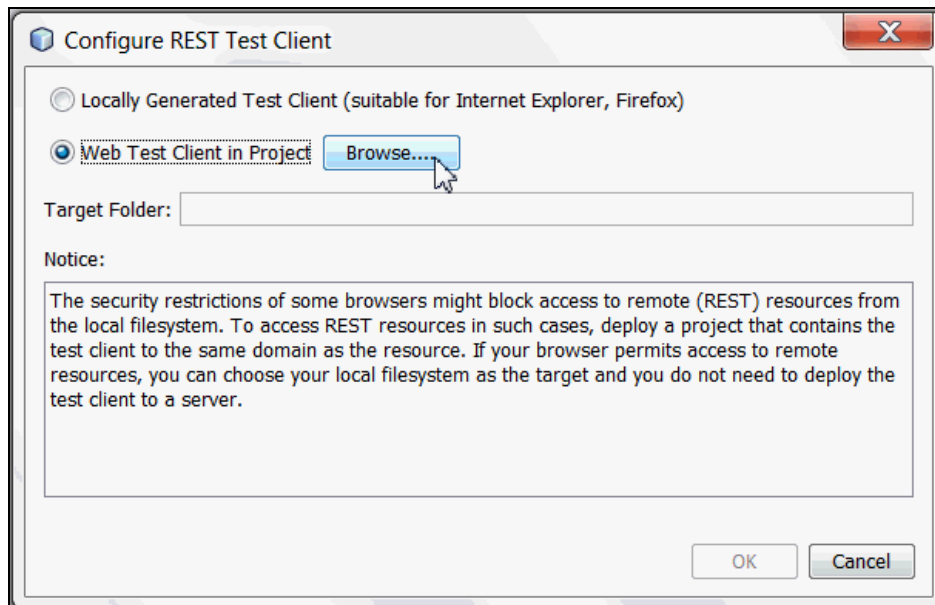 Configure REST Test Client
Locally Generated Test Client (suitable for Internet Explorer, Firefox)
Web Test Client in Project Browse....
Target Folder:
Notice:
The security restrictions of some browsers might block access to remote (REST) resources from
the local filesystem. To access REST resources in such cases, deploy a project that contains the
test client to the same domain as the resource. If your browser permits access to remote
resources, you can choose your local filesystem as the target and you do not need to deploy the
test client to a server.
OK Cancel